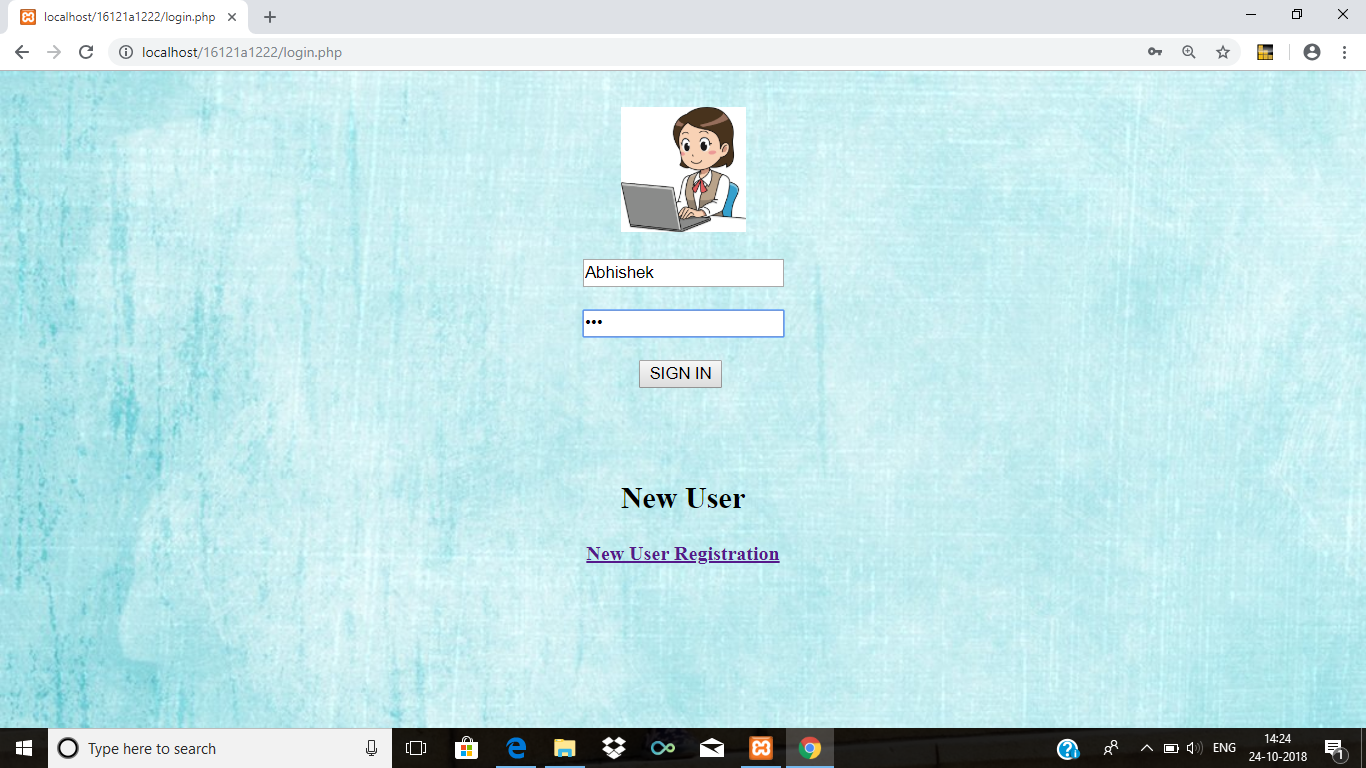 localhost/16121a1222/login.php
localhost/16121a1222/login.php
Abhishek
•••
SIGN IN
New User
New User Registration
Type here to search
ENG
14:24
24-10-2018
1